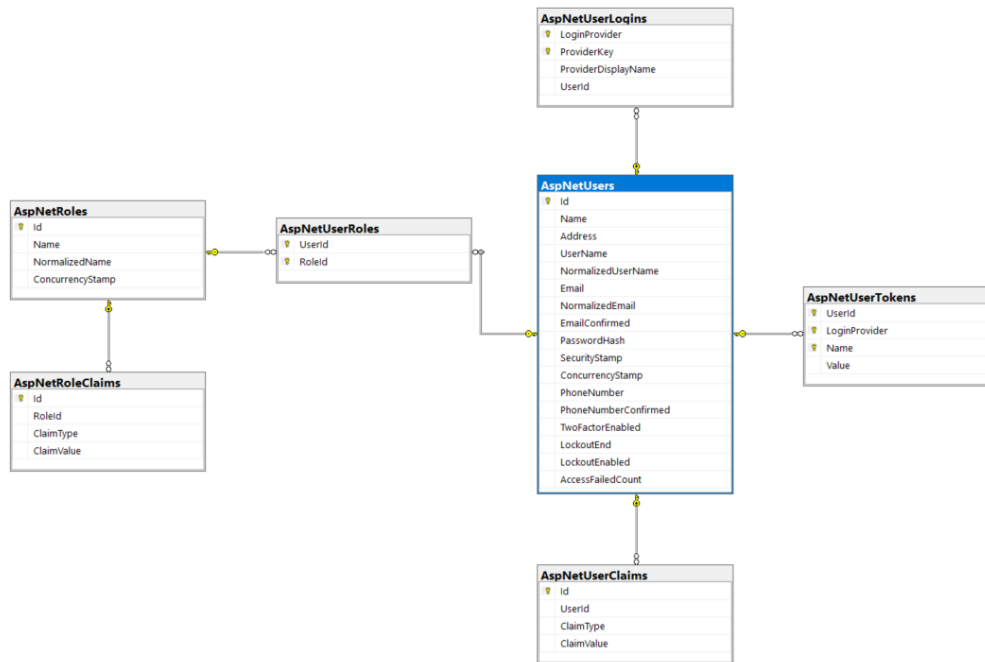 AspNetUserLogins
LoginProvider
ProviderKey
ProviderDisplayName
UserId
AspNetUsers
Id
Name
Address
UserName
NormalizedUserName
Email
NormalizedEmail
EmailConfirmed
PasswordHash
SecurityStamp
ConcurrencyStamp
PhoneNumber
PhoneNumberConfirmed
TwoFactorEnabled
LockoutEnd
LockoutEnabled
AccessFailedCount
AspNetRoles
Id
Name
NormalizedName
ConcurrencyStamp
AspNetUserRoles
UserId
RoleId
AspNetUserTokens
UserId
LoginProvider
Name
Value
AspNetRoleClaims
Id
RoleId
ClaimType
ClaimValue
AspNetUserClaims
Id
UserId
ClaimType
ClaimValue